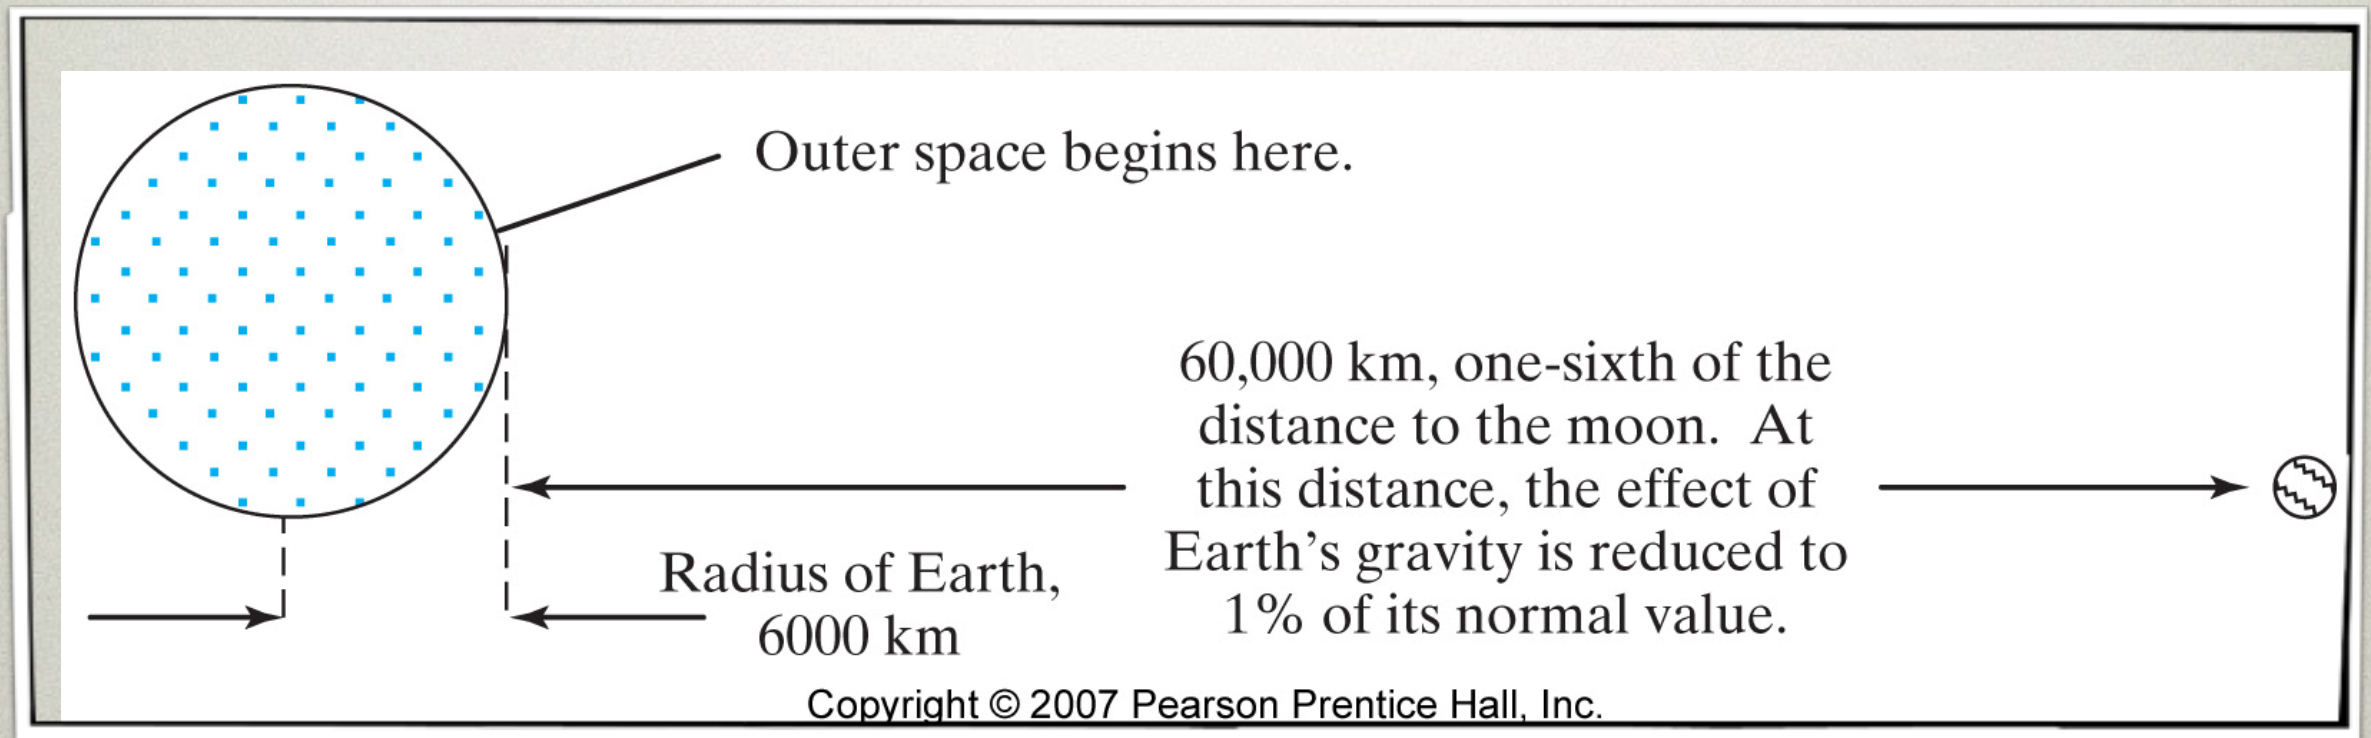 Outer space begins here.
60,000 km, one-sixth of the
distance to the moon. At
this distance, the effect of
Earth’s gravity is reduced to
1% of its normal value.
Radius of Earth,
6000 km
Copyright © 2007 Pearson Prentice Hall, Inc.